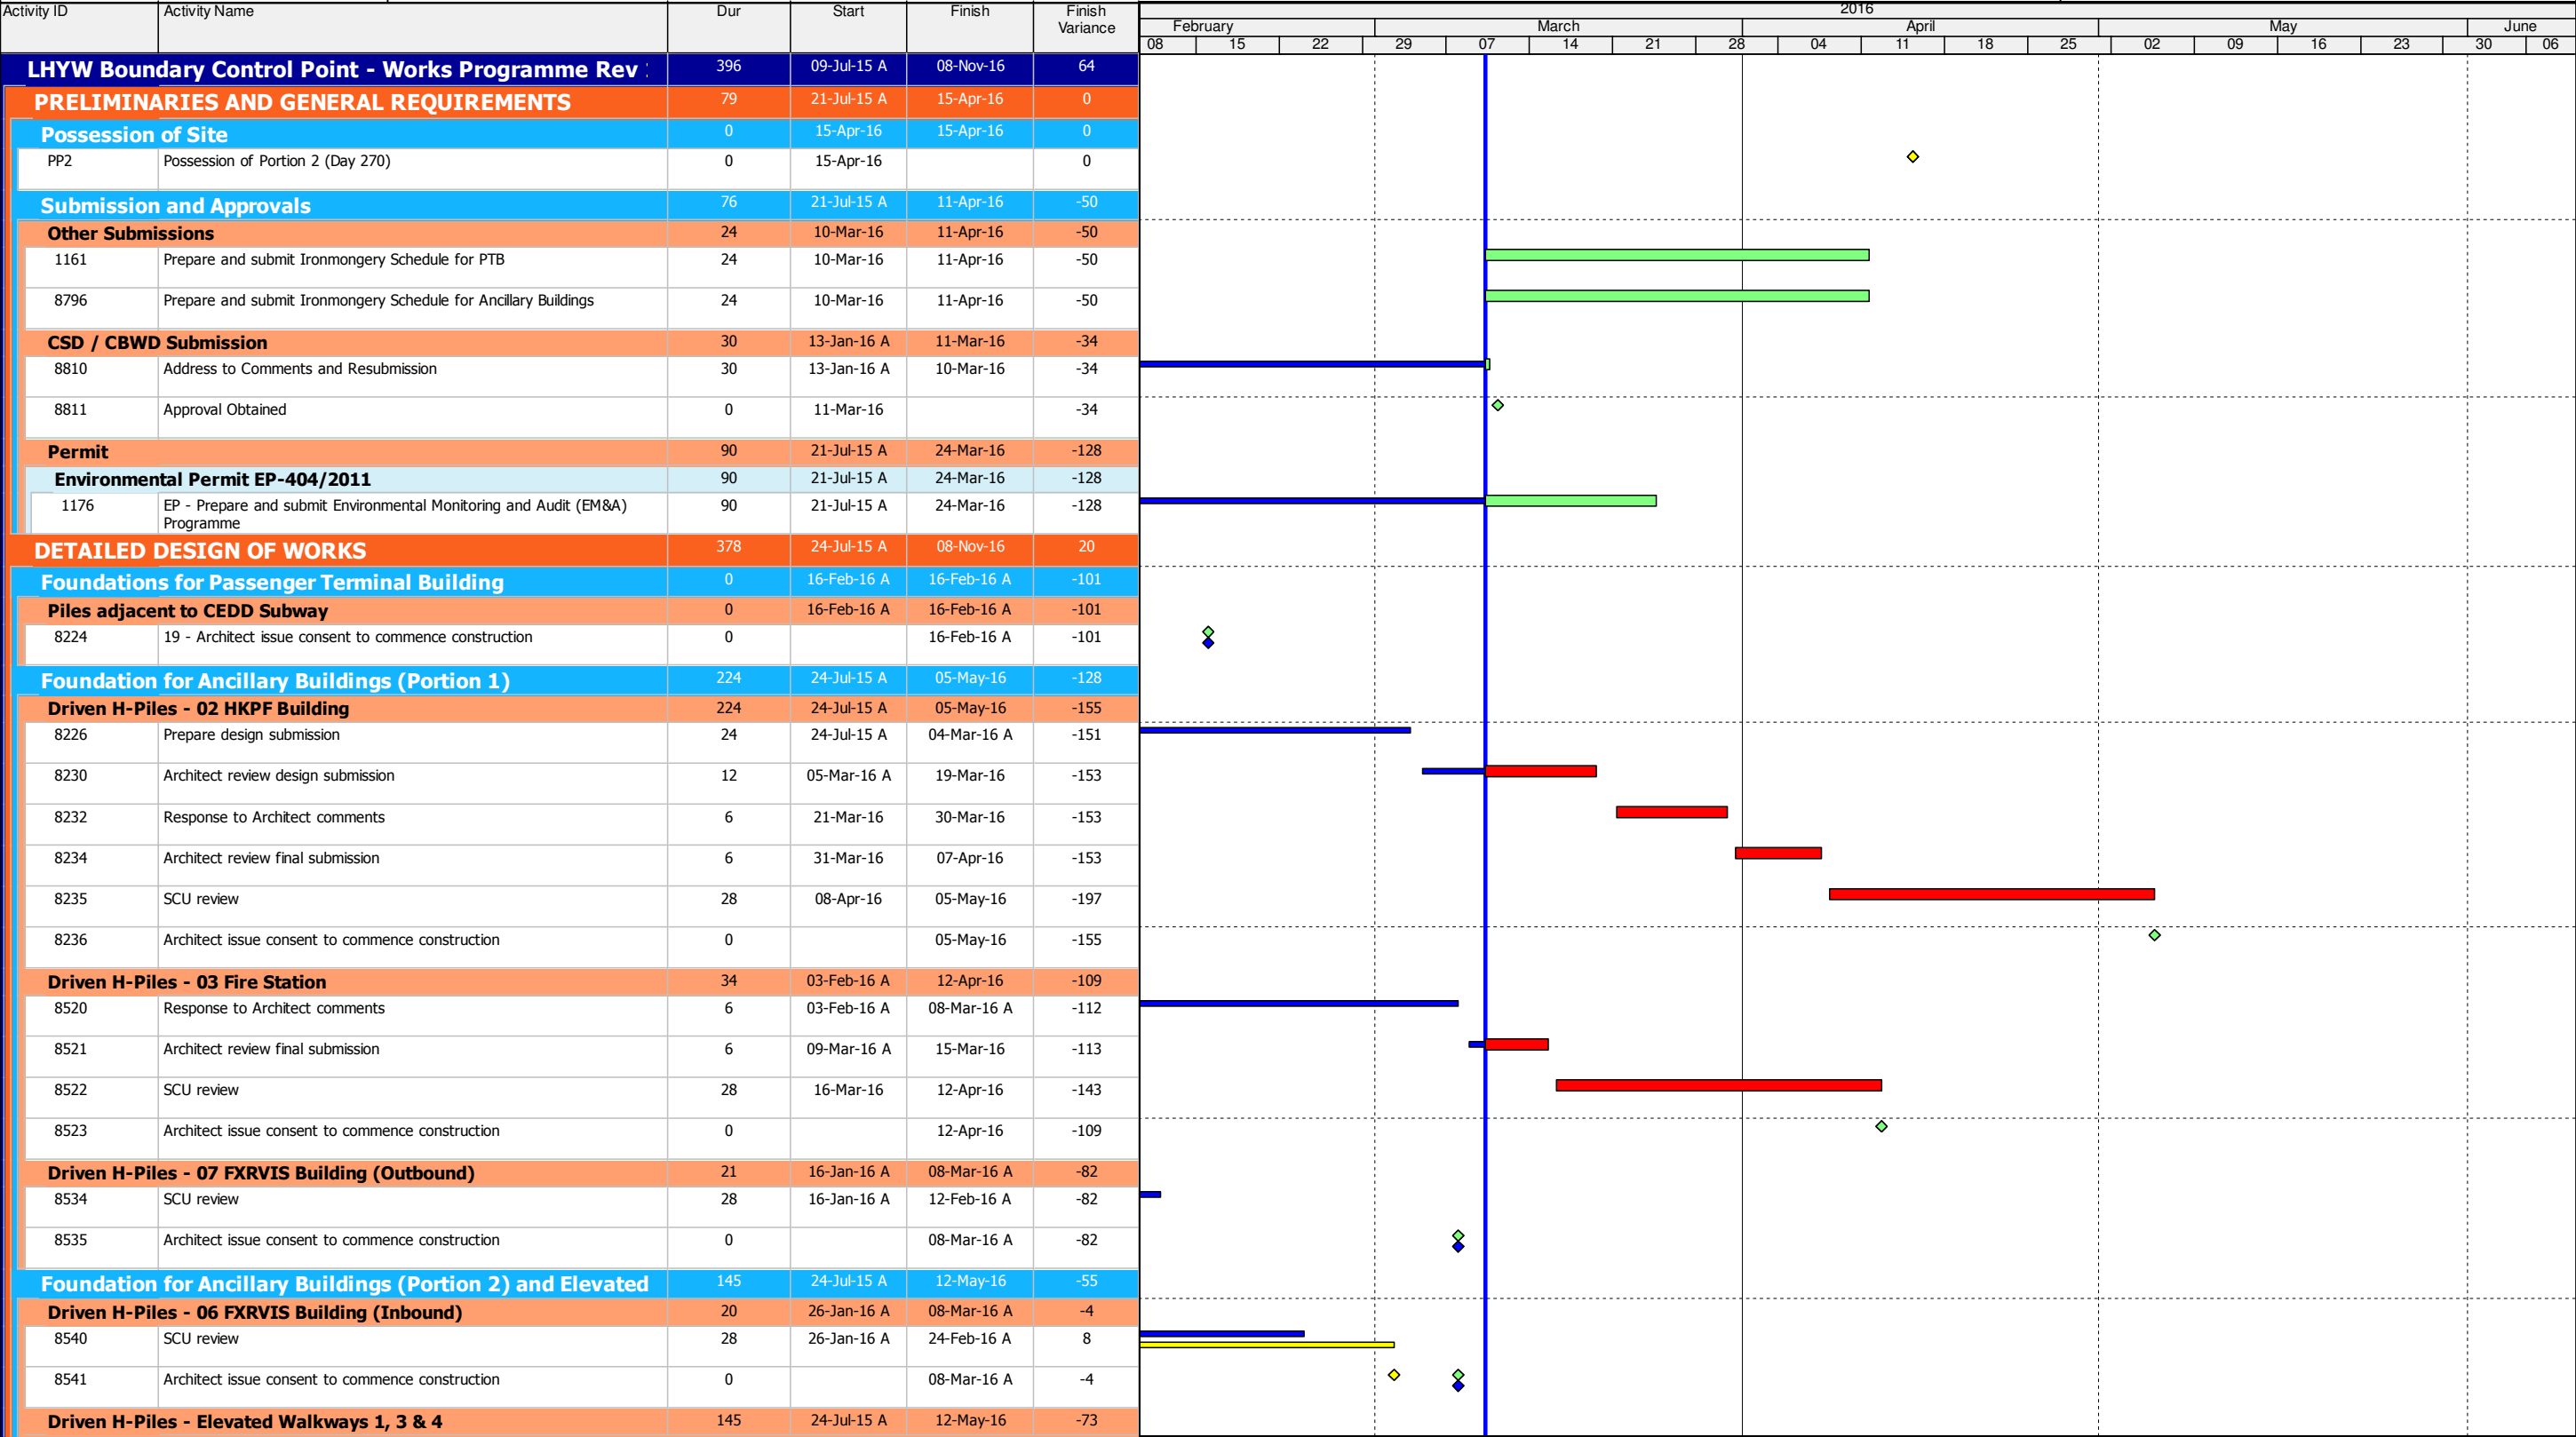 Activity ID Activity Name Dur Start Finish Finish Variance 2016
February March April May June
08 15 22 29 07 14 21 28 04 11 18 25 02 09 16 23 30 06
LHYW Boundary Control Point - Works Programme Rev 396 09-Jul-15 A 08-Nov-16 64
PRELIMINARIES AND GENERAL REQUIREMENTS 79 21-Jul-15 A 15-Apr-16 0
Possession of Site 0 15-Apr-16 15-Apr-16 0
PP2 Possession of Portion 2 (Day 270) 0 15-Apr-16 0
Submission and Approvals 76 21-Jul-15 A 11-Apr-16 -50
Other Submissions 24 10-Mar-16 11-Apr-16 -50
1161 Prepare and submit Ironmongery Schedule for PTB 24 10-Mar-16 11-Apr-16 -50
8796 Prepare and submit Ironmongery Schedule for Ancillary Buildings 24 10-Mar-16 11-Apr-16 -50
CSD / CBWD Submission 30 13-Jan-16 A 11-Mar-16 -34
8810 Address to Comments and Resubmission 30 13-Jan-16 A 10-Mar-16 -34
8811 Approval Obtained 0 11-Mar-16 -34
Permit 90 21-Jul-15 A 24-Mar-16 -128
Environmental Permit EP-404/2011 90 21-Jul-15 A 24-Mar-16 -128
1176 EP - Prepare and submit Environmental Monitoring and Audit (EM&A) 90 21-Jul-15 A 24-Mar-16 -128
Programme
DETAILED DESIGN OF WORKS 378 24-Jul-15 A 08-Nov-16 20
Foundations for Passenger Terminal Building 0 16-Feb-16 A 16-Feb-16 A -101
Piles adjacent to CEDD Subway 0 16-Feb-16 A 16-Feb-16 A -101
8224 19 - Architect issue consent to commence construction 0 16-Feb-16 A -101
Foundation for Ancillary Buildings (Portion 1) 224 24-Jul-15 A 05-May-16 -128
Driven H-Piles - 02 HKPF Building 224 24-Jul-15 A 05-May-16 -155
8226 Prepare design submission 24 24-Jul-15 A 04-Mar-16 A -151
8230 Architect review design submission 12 05-Mar-16 A 19-Mar-16 -153
8232 Response to Architect comments 6 21-Mar-16 30-Mar-16 -153
8234 Architect review final submission 6 31-Mar-16 07-Apr-16 -153
8235 SCU review 28 08-Apr-16 05-May-16 -197
8236 Architect issue consent to commence construction 0 05-May-16 -155
Driven H-Piles - 03 Fire Station 34 03-Feb-16 A 12-Apr-16 -109
8520 Response to Architect comments 6 03-Feb-16 A 08-Mar-16 A -112
8521 Architect review final submission 6 09-Mar-16 A 15-Mar-16 -113
8522 SCU review 28 16-Mar-16 12-Apr-16 -143
8523 Architect issue consent to commence construction 0 12-Apr-16 -109
Driven H-Piles - 07 FXRVIS Building (Outbound) 21 16-Jan-16 A 08-Mar-16 A -82
8534 SCU review 28 16-Jan-16 A 12-Feb-16 A -82
8535 Architect issue consent to commence construction 0 08-Mar-16 A -82
Foundation for Ancillary Buildings (Portion 2) and Elevated 145 24-Jul-15 A 12-May-16 -55
Driven H-Piles - 06 FXRVIS Building (Inbound) 20 26-Jan-16 A 08-Mar-16 A -4
8540 SCU review 28 26-Jan-16 A 24-Feb-16 A 8
8541 Architect issue consent to commence construction 0 08-Mar-16 A -4
Driven H-Piles - Elevated Walkways 1, 3 & 4 145 24-Jul-15 A 12-May-16 -73